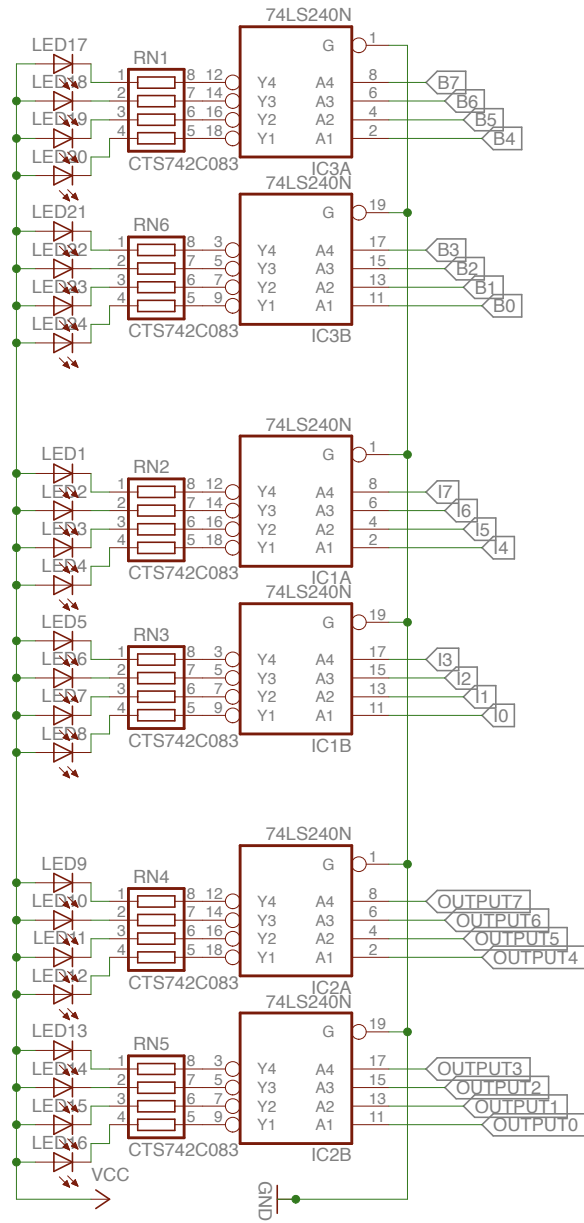 74LS240N
LED17
RN1
G 1
1 8 12 Y4 A4 8 B7
LED18
2 7 14 Y3 A3 6 B6
LED19
3 6 16 Y2 A2 4 B5
4 5 18 Y1 A1 2 B4
LED20
CTS742C083
IC3A
74LS240N
LED21
RN6
G 19
1 8 3 Y4 A4 17 B3
LED22
2 7 5 Y3 A3 15 B2
LED23
3 6 7 Y2 A2 13 B1
4 5 9 Y1 A1 11 B0
LED24
CTS742C083
IC3B
74LS240N
LED1
RN2
G 1
1 8 12 Y4 A4 8 I7
LED2
2 7 14 Y3 A3 6 I6
LED3
3 6 16 Y2 A2 4 I5
4 5 18 Y1 A1 2 I4
LED4
CTS742C083
IC1A
74LS240N
LED5
RN3
G 19
1 8 3 Y4 A4 17 I3
LED6
2 7 5 Y3 A3 15 I2
LED7
3 6 7 Y2 A2 13 I1
4 5 9 Y1 A1 11 I0
LED8
CTS742C083
IC1B
74LS240N
LED9
RN4
G 1
1 8 12 Y4 A4 8 OUTPUT7
LED10
2 7 14 Y3 A3 6 OUTPUT6
LED11
3 6 16 Y2 A2 4 OUTPUT5
4 5 18 Y1 A1 2 OUTPUT4
LED12
CTS742C083
IC2A
74LS240N
LED13
RN5
G 19
1 8 3 Y4 A4 17 OUTPUT3
LED14
2 7 5 Y3 A3 15 OUTPUT2
LED15
3 6 7 Y2 A2 13 OUTPUT1
4 5 9 Y1 A1 11 OUTPUT0
LED16
CTS742C083
IC2B
VCC
GND